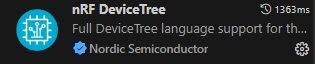 nRF DeviceTree 1363ms
Full DeviceTree language support for th...
Nordic Semiconductor